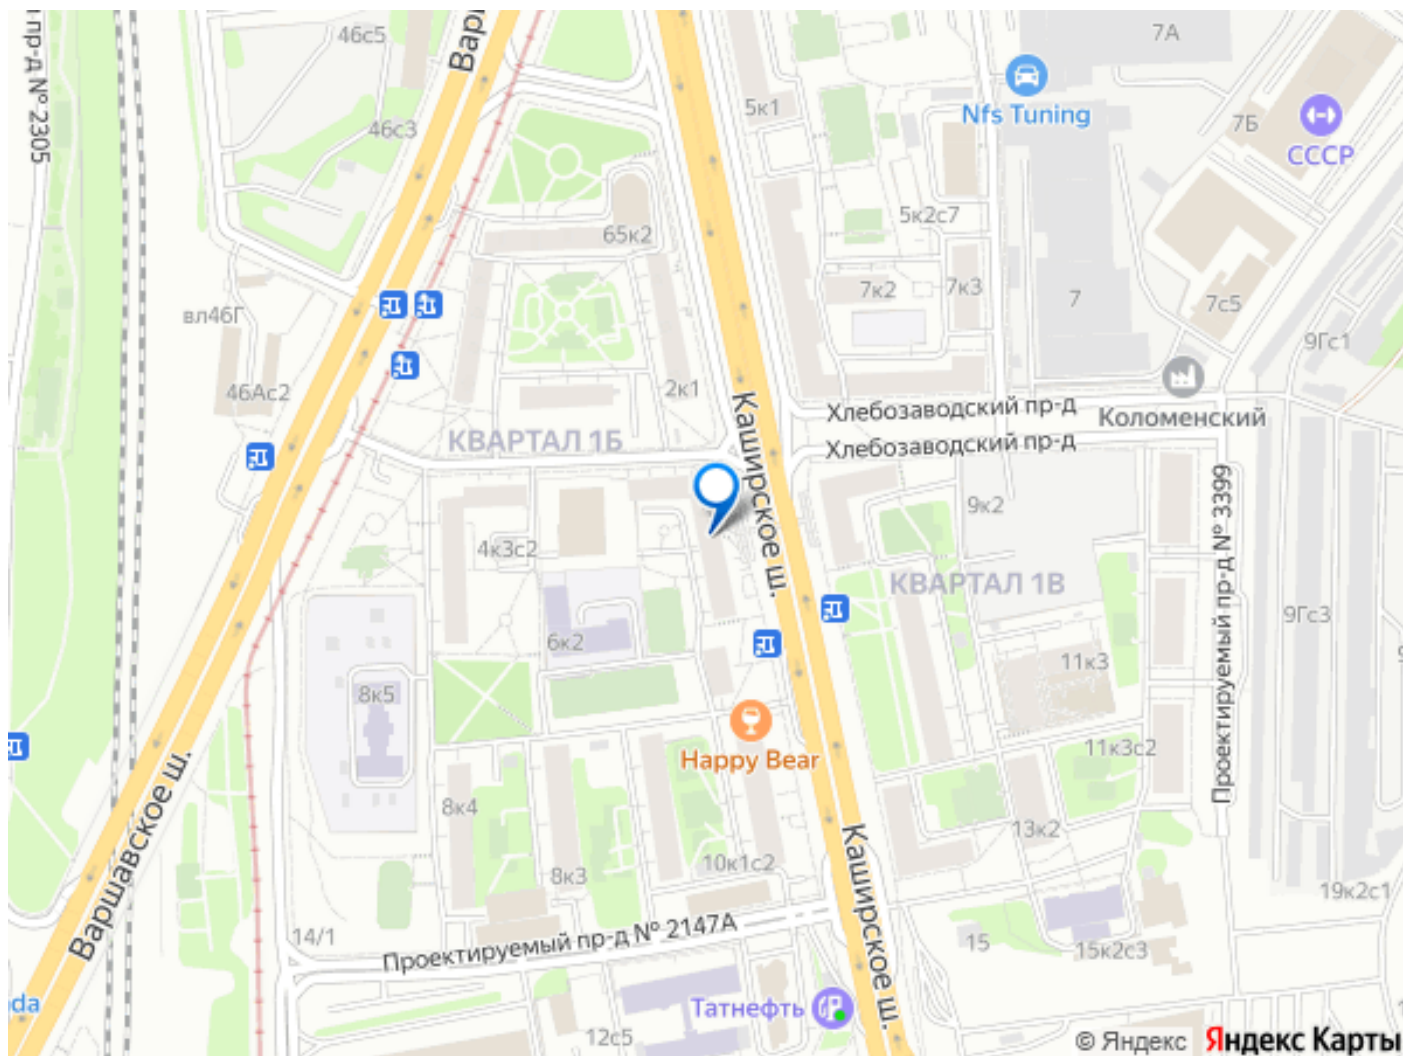 пр-д № 2305
46с5
Варш
7А
5к1
Nfs Tuning
7Б
СССР
46с3
5к2с7
65к2
7к2
7к3
7
7с5
вл46Г
9Гс1
46Ас2
2к1
Хлебозаводский пр-д
Коломенский
КВАРТАЛ 1Б
Хлебозаводский пр-д
Каширское ш.
Проектируемый пр-д № 3399
9к2
4к3с2
КВАРТАЛ 1В
9Гс3
6к2
11к3
8к5
11к3с2
Happy Bear
Варшавское ш.
8к4
13к2
Каширское ш.
10к1с2
8к3
19к2с1
14/1
Проектируемый пр-д № 2147А
15
15к2с3
da
Татнефть
12с5
© Яндекс Яндекс Карты